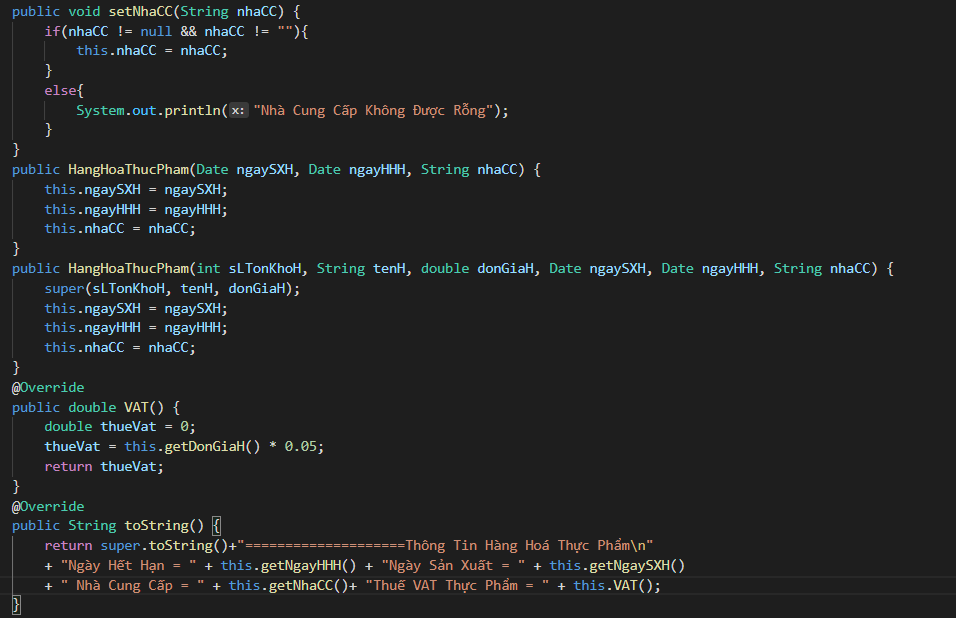 public void setNhaCC(String nhaCC) {
    if(nhaCC != null && nhaCC != ""){
        this.nhaCC = nhaCC;
    }
    else{
        System.out.println(x: "Nhà Cung Cấp Không Được Rỗng");
    }
}
public HangHoaThucPham(Date ngaySXH, Date ngayHHH, String nhaCC) {
    this.ngaySXH = ngaySXH;
    this.ngayHHH = ngayHHH;
    this.nhaCC = nhaCC;
}
public HangHoaThucPham(int sLTonKhoH, String tenH, double donGiaH, Date ngaySXH, Date ngayHHH, String nhaCC) {
    super(sLTonKhoH, tenH, donGiaH);
    this.ngaySXH = ngaySXH;
    this.ngayHHH = ngayHHH;
    this.nhaCC = nhaCC;
}
@Override
public double VAT() {
    double thueVat = 0;
    thueVat = this.getDonGiaH() * 0.05;
    return thueVat;
}
@Override
public String toString() {
    return super.toString()+"====================Thông Tin Hàng Hoá Thực Phẩm\n"
    + "Ngày Hết Hạn = " + this.getNgayHHH() + "Ngày Sản Xuất = " + this.getNgaySXH()
    + " Nhà Cung Cấp = " + this.getNhaCC()+ "Thuế VAT Thực Phẩm = " + this.VAT();
}